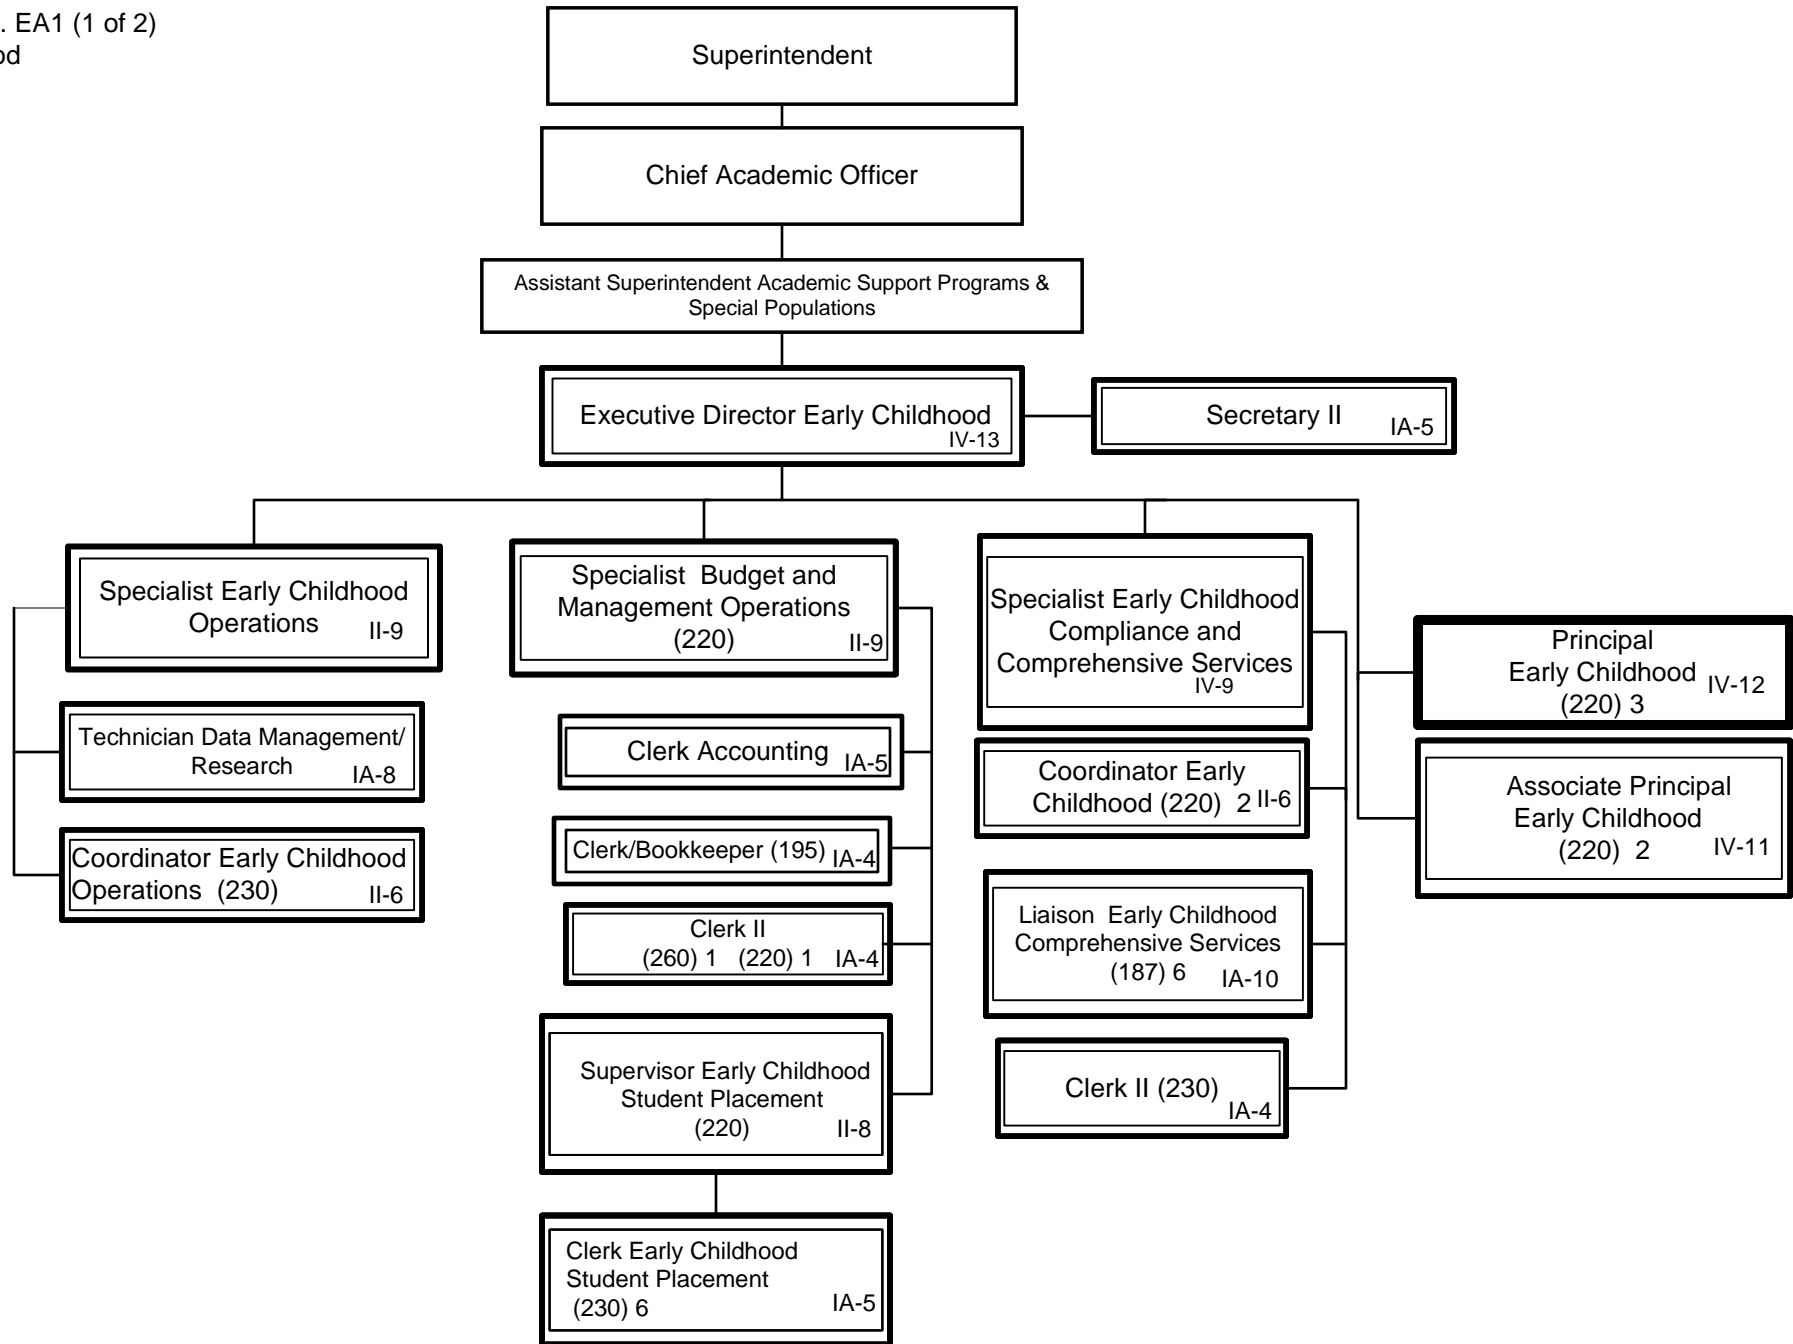 . EA1 (1 of 2)
od
Superintendent
Chief Academic Officer
Assistant Superintendent Academic Support Programs &
Special Populations
Executive Director Early Childhood
IV-13
Secretary II
IA-5
Specialist Early Childhood
Operations II-9
Technician Data Management/
Research IA-8
Coordinator Early Childhood
Operations (230) II-6
Specialist Budget and
Management Operations
(220) II-9
Clerk Accounting IA-5
Clerk/Bookkeeper (195) IA-4
Clerk II
(260) 1 (220) 1 IA-4
Supervisor Early Childhood
Student Placement
(220) II-8
Clerk Early Childhood
Student Placement
(230) 6 IA-5
Specialist Early Childhood
Compliance and
Comprehensive Services
IV-9
Coordinator Early
Childhood (220) 2 II-6
Liaison Early Childhood
Comprehensive Services
(187) 6 IA-10
Clerk II (230)
IA-4
Principal
Early Childhood IV-12
(220) 3
Associate Principal
Early Childhood
(220) 2 IV-11